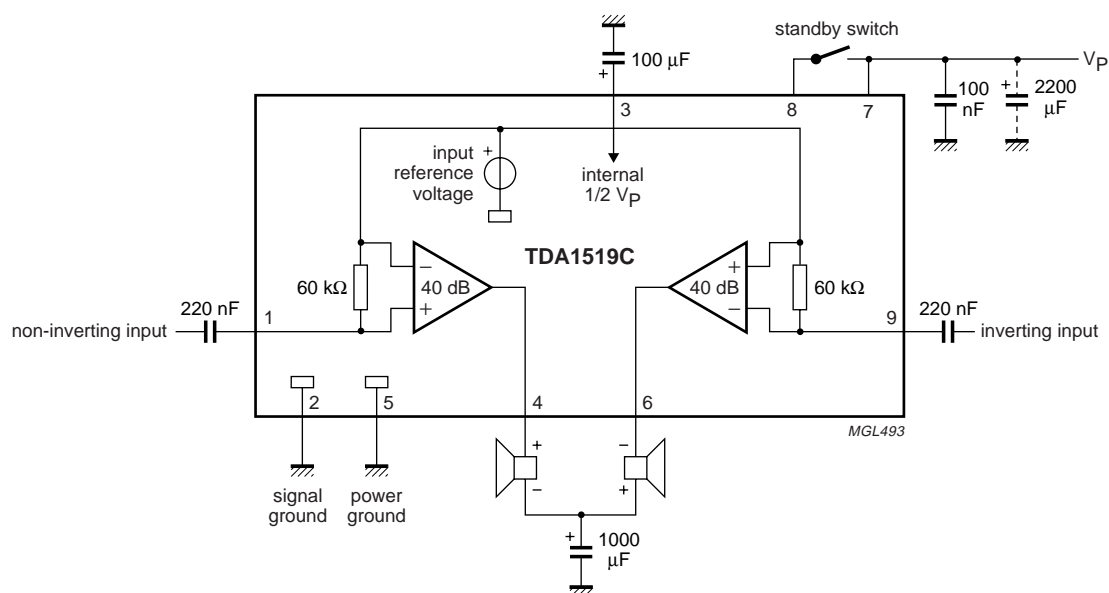 standby switch
100 μF
+
VP
3
8
7
100
nF
+
2200
μF
input
reference
voltage
+
internal
1/2 VP
TDA1519C
60 kΩ
−
+
40 dB
+
−
40 dB
60 kΩ
non-inverting input
220 nF
1
9
220 nF
inverting input
2
5
4
6
MGL493
signal
ground
power
ground
+
−
−
+
+
1000
μF